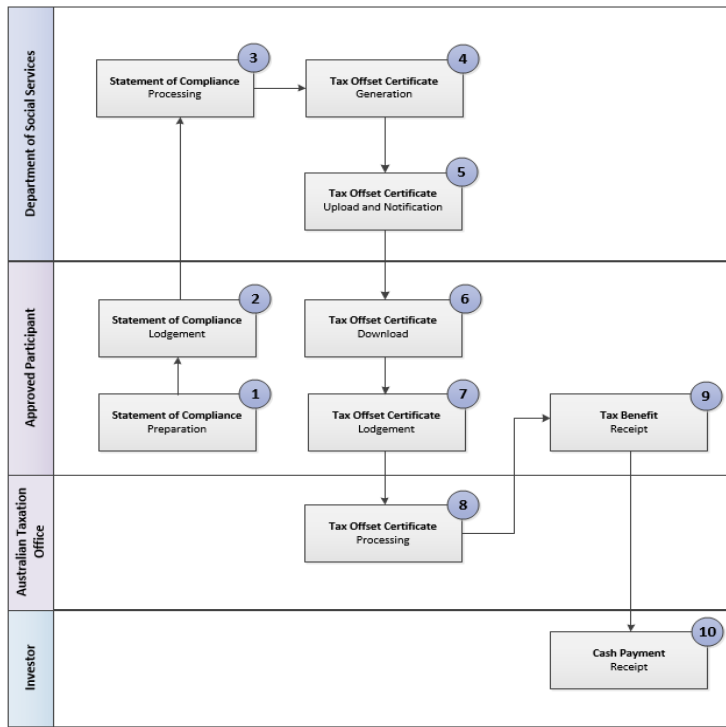 Department of Social Services
3
Statement of Compliance
Processing
4
Tax Offset Certificate
Generation
5
Tax Offset Certificate
Upload and Notification
Approved Participant
2
Statement of Compliance
Lodgement
1
Statement of Compliance
Preparation
6
Tax Offset Certificate
Download
7
Tax Offset Certificate
Lodgement
9
Tax Benefit
Receipt
Australian Taxation
Office
8
Tax Offset Certificate
Processing
Investor
10
Cash Payment
Receipt